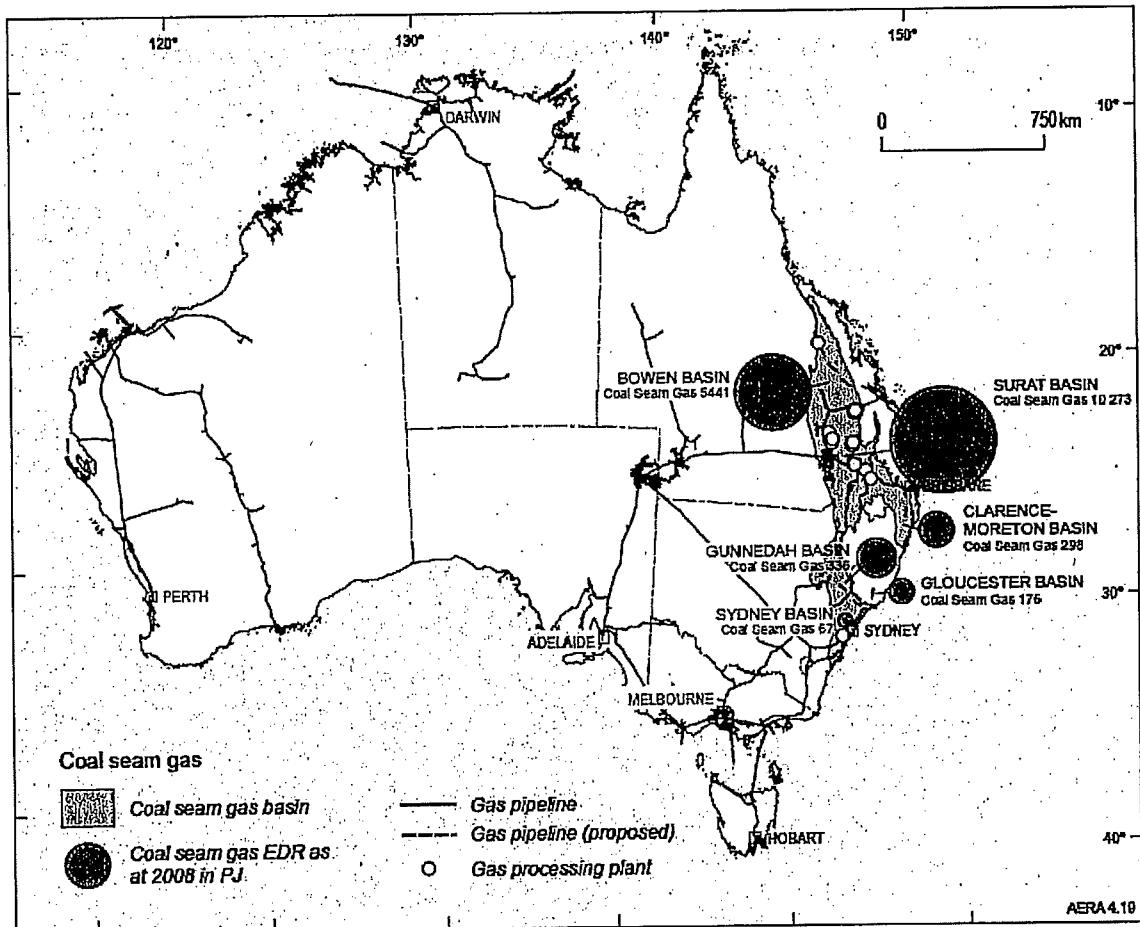 120°
130°
140°
150°
10°
DARWIN
0
750 km
20°
BOWEN BASIN
Coal Seam Gas 5441
SURAT BASIN
Coal Seam Gas 10 273
CLARENCE-
MORETON BASIN
Coal Seam Gas 298
GUNNEDAH BASIN
Coal Seam Gas 336
GLOUCESTER BASIN
Coal Seam Gas 176
30°
PERTH
SYDNEY BASIN
Coal Seam Gas 67
SYDNEY
ADELAIDE
MELBOURNE
Coal seam gas
Coal seam gas basin
Coal seam gas EDR as
at 2008 in PJ
Gas pipeline
Gas pipeline (proposed)
Gas processing plant
HOBART
40°
AERA 4.19